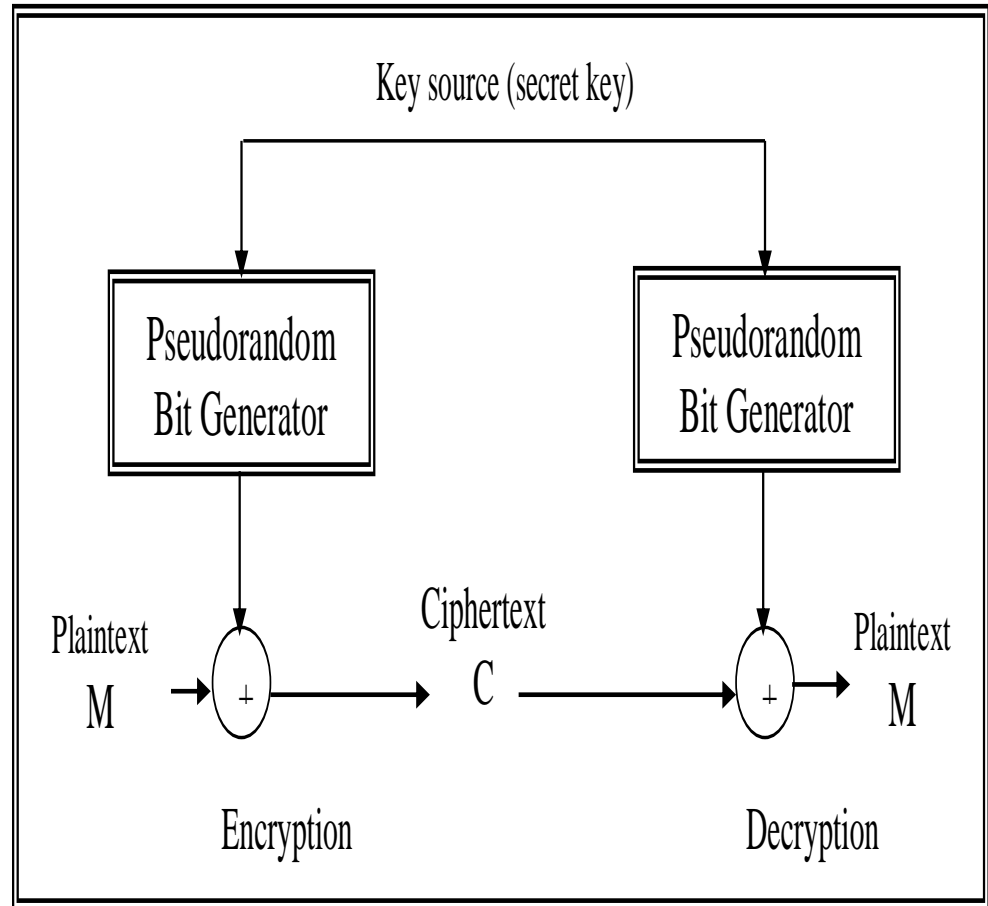 Key source (secret key)
Pseudorandom
Bit Generator
Pseudorandom
Bit Generator
Plaintext
M
+
Ciphertext
C
+
Plaintext
M
Encryption
Decryption